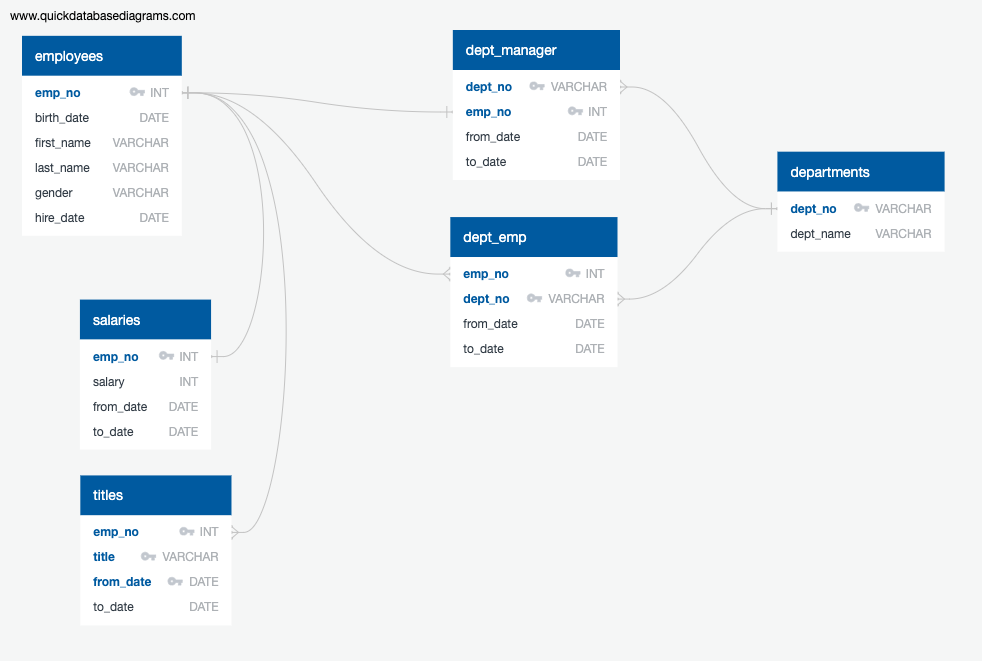 www.quickdatabasediagrams.com
employees
emp_no INT
birth_date DATE
first_name VARCHAR
last_name VARCHAR
gender VARCHAR
hire_date DATE
dept_manager
dept_no VARCHAR
emp_no INT
from_date DATE
to_date DATE
departments
dept_no VARCHAR
dept_name VARCHAR
dept_emp
emp_no INT
dept_no VARCHAR
from_date DATE
to_date DATE
salaries
emp_no INT
salary INT
from_date DATE
to_date DATE
titles
emp_no INT
title VARCHAR
from_date DATE
to_date DATE